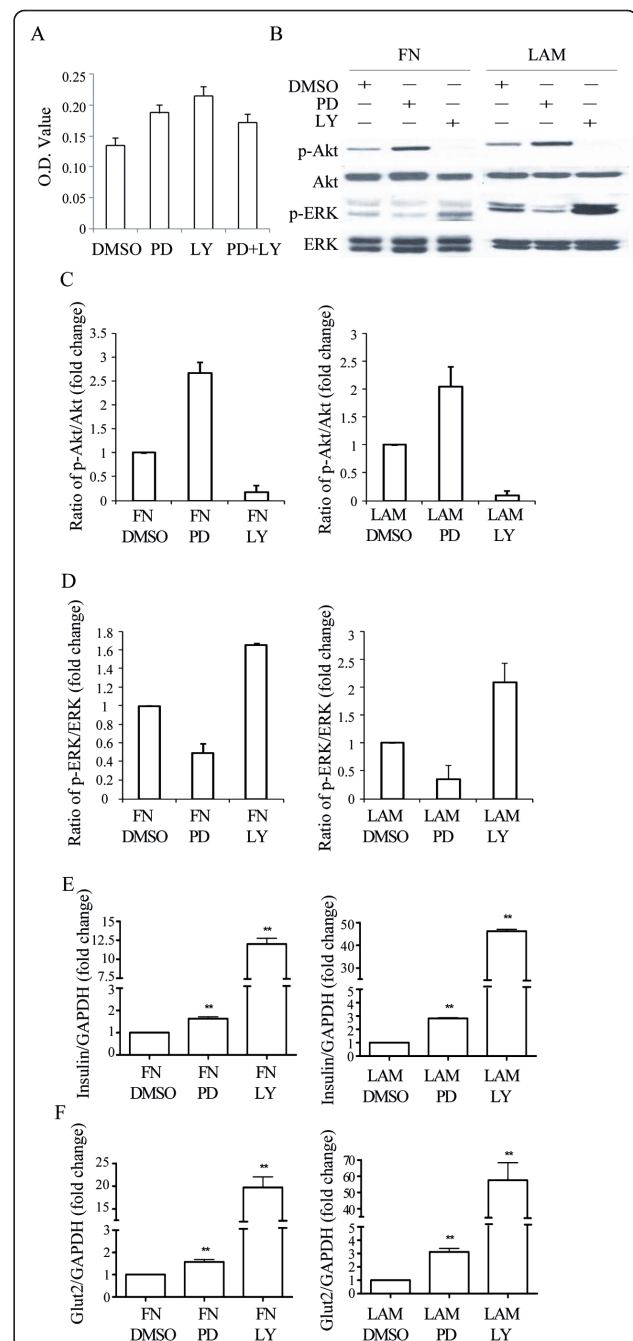 A
O.D. Value
0.25
0.20
0.15
0.10
0.05
0
DMSO PD LY PD+LY
B
FN LAM
DMSO + − − + − −
PD − + − − + −
LY − − + − − +
p-Akt
Akt
p-ERK
ERK
C
Ratio of p-Akt/Akt (fold change)
3.5
3
2.5
2
1.5
1
0.5
0
FN FN FN
DMSO PD LY
Ratio of p-Akt/Akt (fold change)
3
2.5
2
1.5
1
0.5
0
LAM LAM LAM
DMSO PD LY
D
Ratio of p-ERK/ERK (fold change)
1.8
1.6
1.4
1.2
1
0.8
0.6
0.4
0.2
0
FN FN FN
DMSO PD LY
Ratio of p-ERK/ERK (fold change)
3
2.5
2
1.5
1
0.5
0
LAM LAM LAM
DMSO PD LY
E
Insulin/GAPDH (fold change)
15
12.5
10
7.5
3
2
1
0
** **
FN FN FN
DMSO PD LY
Insulin/GAPDH (fold change)
50
40
30
5
4
3
2
1
0
** **
LAM LAM LAM
DMSO PD LY
F
Glut2/GAPDH (fold change)
25
20
15
10
3
2
1
0
** **
FN FN FN
DMSO PD LY
Glut2/GAPDH (fold change)
70
60
50
40
5
4
3
2
1
0
** **
LAM LAM LAM
DMSO PD LY